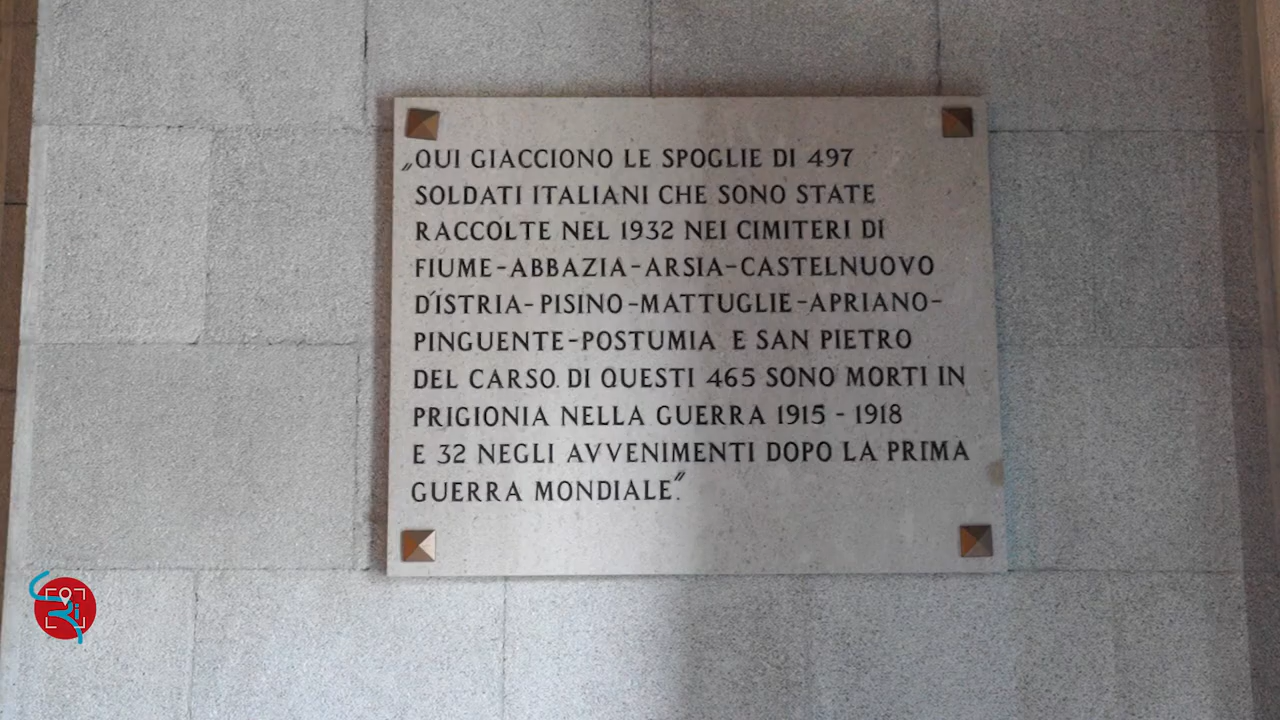 „QUI GIACCIONO LE SPOGLIE DI 497
SOLDATI ITALIANI CHE SONO STATE
RACCOLTE NEL 1932 NEI CIMITERI DI
FIUME-ABBAZIA-ARSIA-CASTELNUOVO
D'ISTRIA-PISINO-MATTUGLIE-APRIANO-
PINGUENTE-POSTUMIA E SAN PIETRO
DEL CARSO. DI QUESTI 465 SONO MORTI IN
PRIGIONIA NELLA GUERRA 1915 - 1918
E 32 NEGLI AVVENIMENTI DOPO LA PRIMA
GUERRA MONDIALE.”